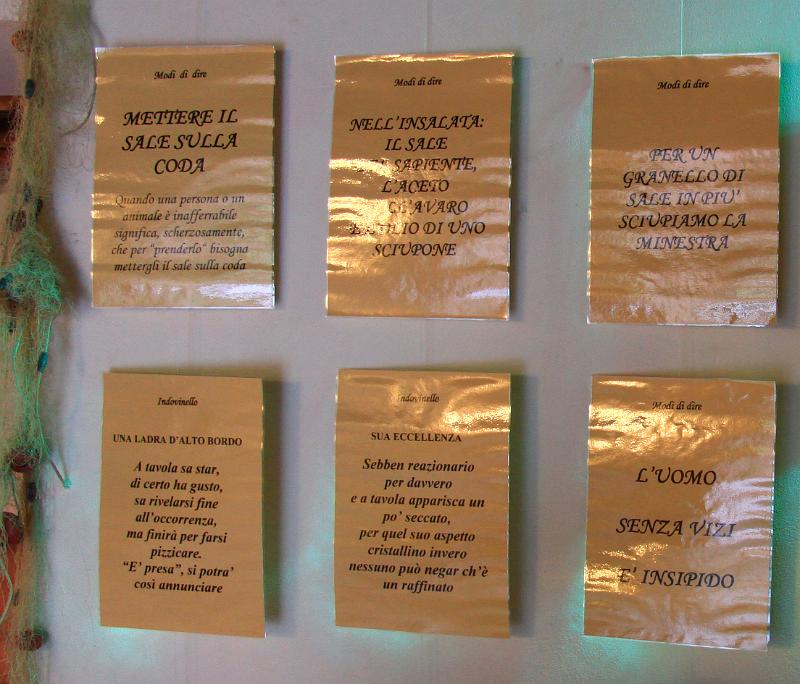 Modi di dire
METTERE IL
SALE SULLA
CODA
Quando una persona o un
animale è inafferrabile
significa, scherzosamente,
che per "prenderlo" bisogna
mettergli il sale sulla coda
Modi di dire
NELL'INSALATA:
IL SALE
SAPIENTE,
L'ACETO
DI UNO
SCIUPONE
Modi di dire
PER UN
GRANELLO DI
SALE IN PIU'
SCIUPIAMO LA
MINESTRA
Indovinello
UNA LADRA D'ALTO BORDO
A tavola sa star,
di certo ha gusto,
sa rivelarsi fine
all'occorrenza,
ma finirà per farsi
pizzicare.
"E' presa", si potra'
così annunciare
Indovinello
SUA ECCELLENZA
Sebben reazionario
per davvero
e a tavola apparisca un
po' seccato,
per quel suo aspetto
cristallino invero
nessuno può negar ch'è
un raffinato
Modi di dire
L'UOMO
SENZA VIZI
E' INSIPIDO